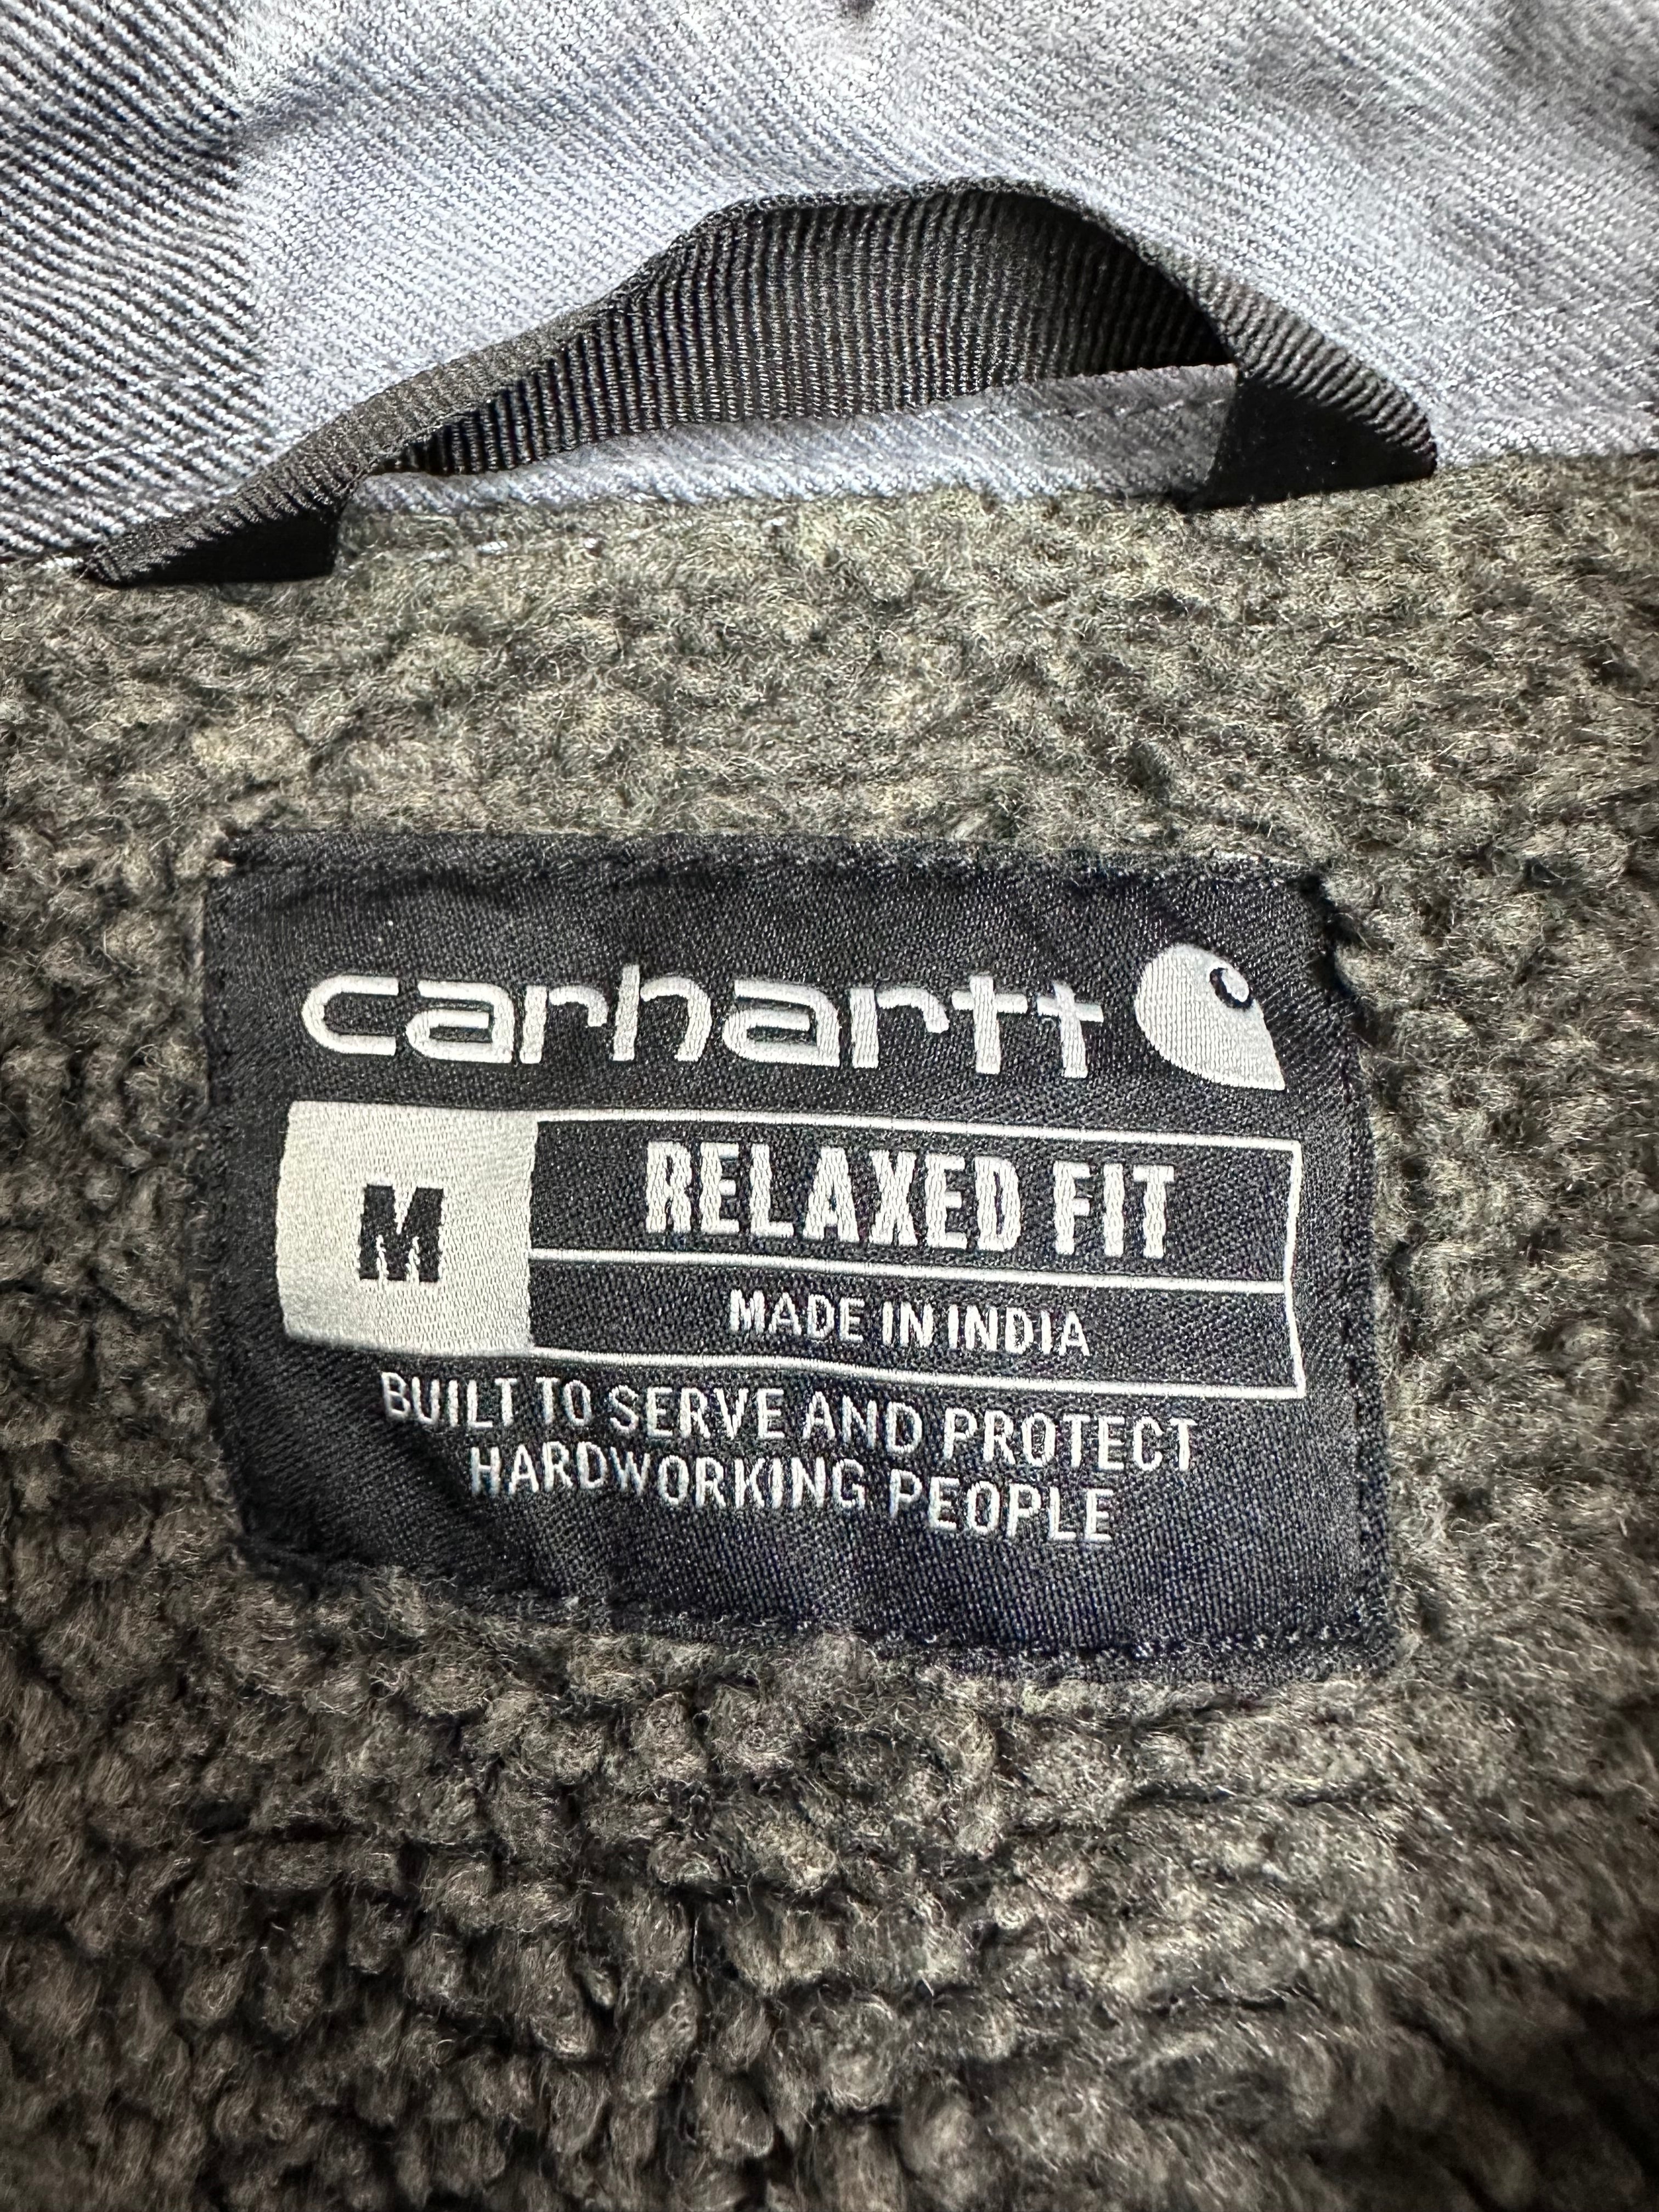 carhartt
M
RELAXED FIT
MADE IN INDIA
BUILT TO SERVE AND PROTECT
HARDWORKING PEOPLE